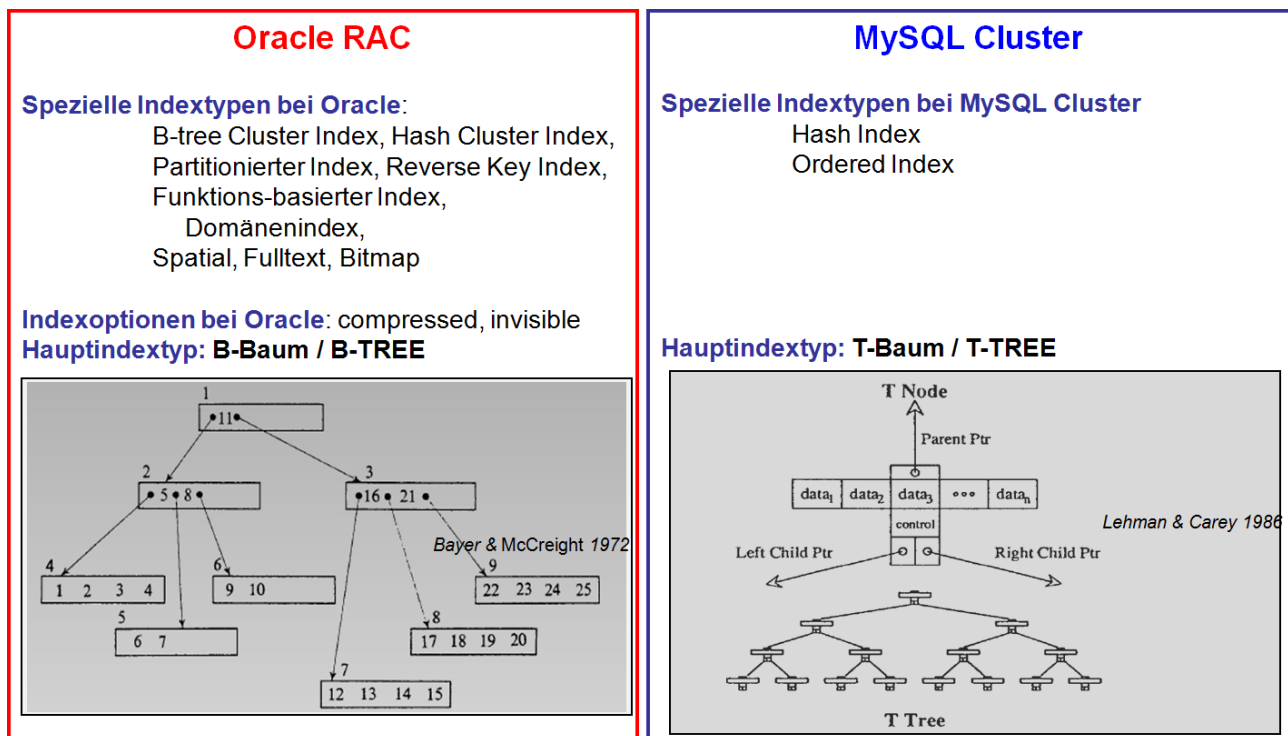 Oracle RAC
Spezielle Indextypen bei Oracle:
B-tree Cluster Index, Hash Cluster Index,
Partitionierter Index, Reverse Key Index,
Funktions-basierter Index,
Domänenindex,
Spatial, Fulltext, Bitmap
Indexoptionen bei Oracle: compressed, invisible
Hauptindextyp: B-Baum / B-TREE
1
11
2
5 8
3
16 21
Bayer & McCreight 1972
4
1 2 3 4
6
9 10
9
22 23 24 25
5
6 7
8
17 18 19 20
7
12 13 14 15
MySQL Cluster
Spezielle Indextypen bei MySQL Cluster
Hash Index
Ordered Index
Hauptindextyp: T-Baum / T-TREE
T Node
Parent Ptr
data1 data2 data3 ooo datan
control
Lehman & Carey 1986
Left Child Ptr
Right Child Ptr
T Tree